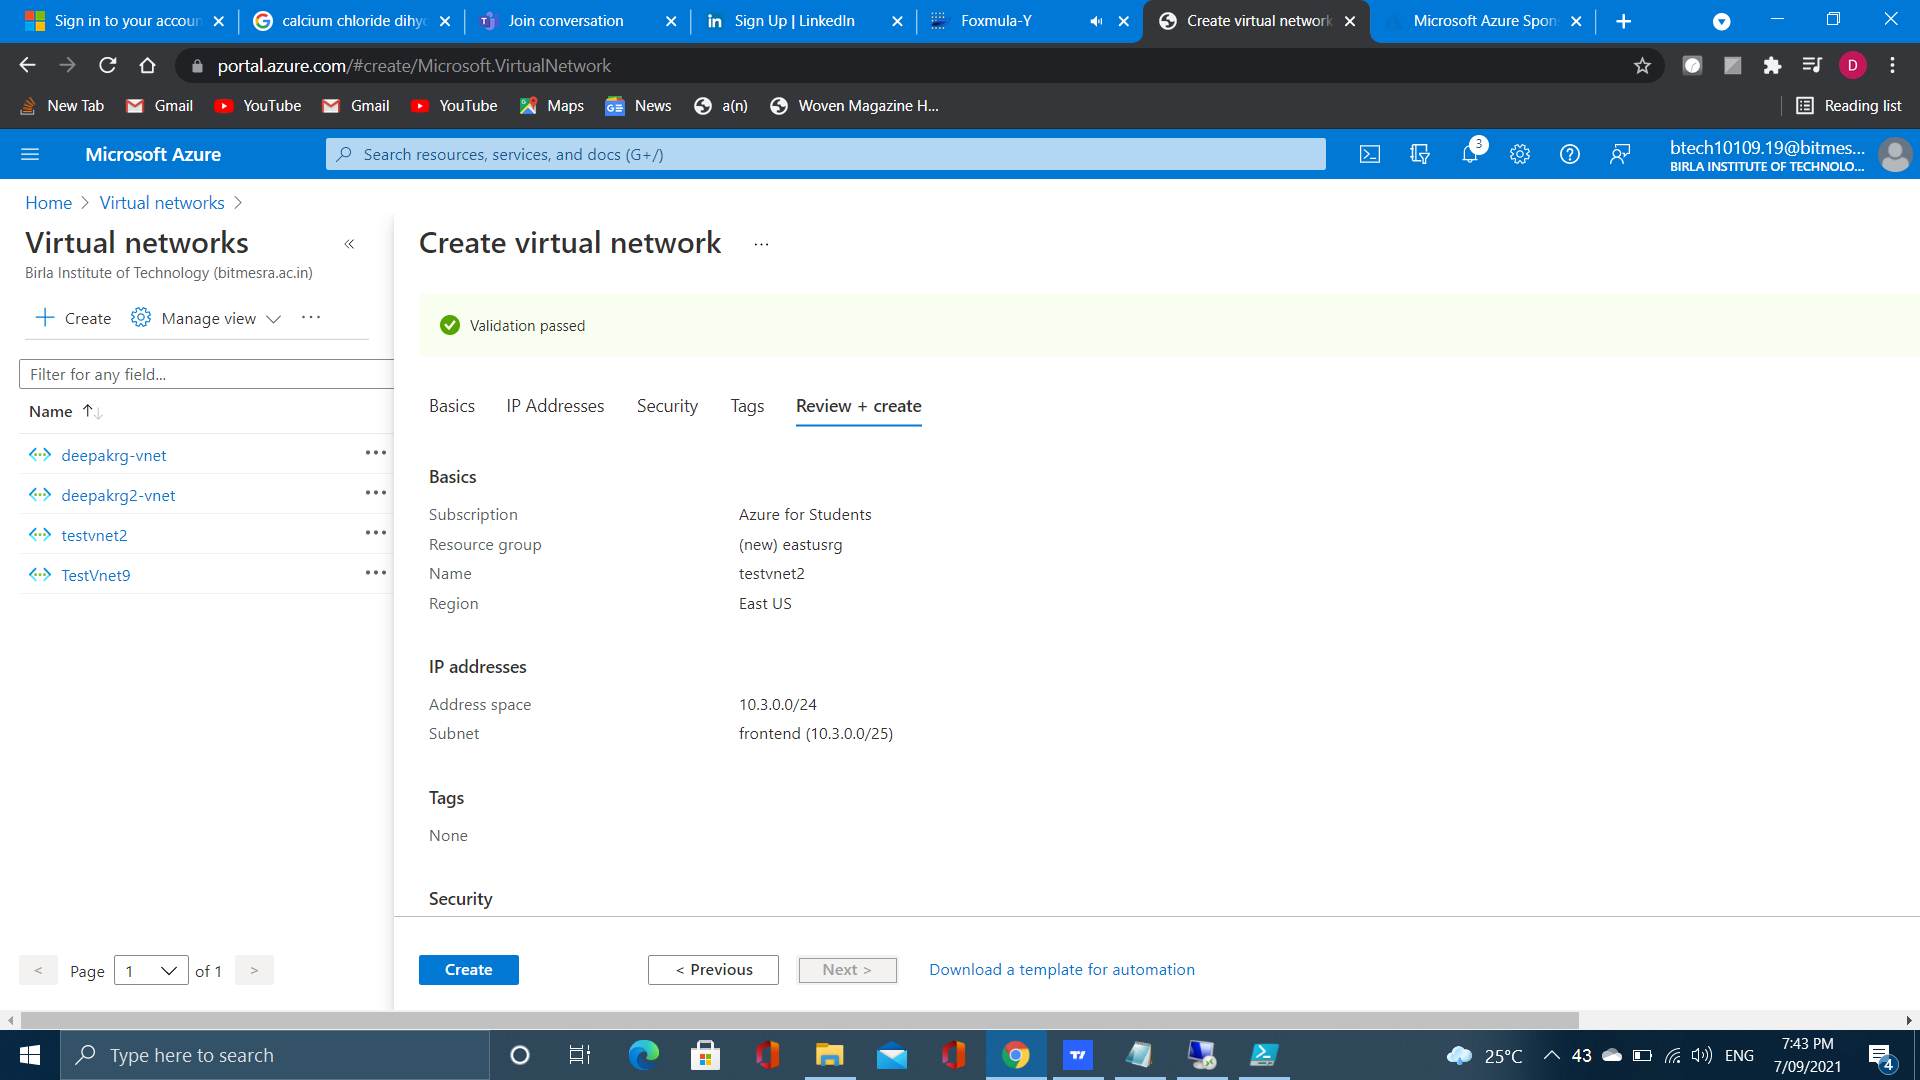 Sign in to your accoun
calcium chloride dihyd
Join conversation
Sign Up | LinkedIn
Foxmula-Y
Create virtual network
Microsoft Azure Spons
portal.azure.com/#create/Microsoft.VirtualNetwork
D
New Tab
Gmail
YouTube
Gmail
YouTube
Maps
News
a(n)
Woven Magazine H...
Reading list
Microsoft Azure
Search resources, services, and docs (G+/)
3
btech10109.19@bitmes...
BIRLA INSTITUTE OF TECHNOLO...
Home > Virtual networks >
Virtual networks
Birla Institute of Technology (bitmesra.ac.in)
Create
Manage view
Filter for any field...
Name
deepakrg-vnet
deepakrg2-vnet
testvnet2
TestVnet9
< Page 1 of 1 >
Create virtual network
Validation passed
Basics
IP Addresses
Security
Tags
Review + create
Basics
Subscription Azure for Students
Resource group (new) eastusrg
Name testvnet2
Region East US
IP addresses
Address space 10.3.0.0/24
Subnet frontend (10.3.0.0/25)
Tags
None
Security
Create
< Previous
Next >
Download a template for automation
Type here to search
25°C
43
ENG
7:43 PM
7/09/2021
4